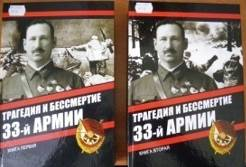 ТРАГЕДИЯ И БЕССМЕРТИЕ
33-й АРМИИ
КНИГА ПЕРВАЯ
ТРАГЕДИЯ И БЕССМЕРТИЕ
33-й АРМИИ
КНИГА ВТОРАЯ